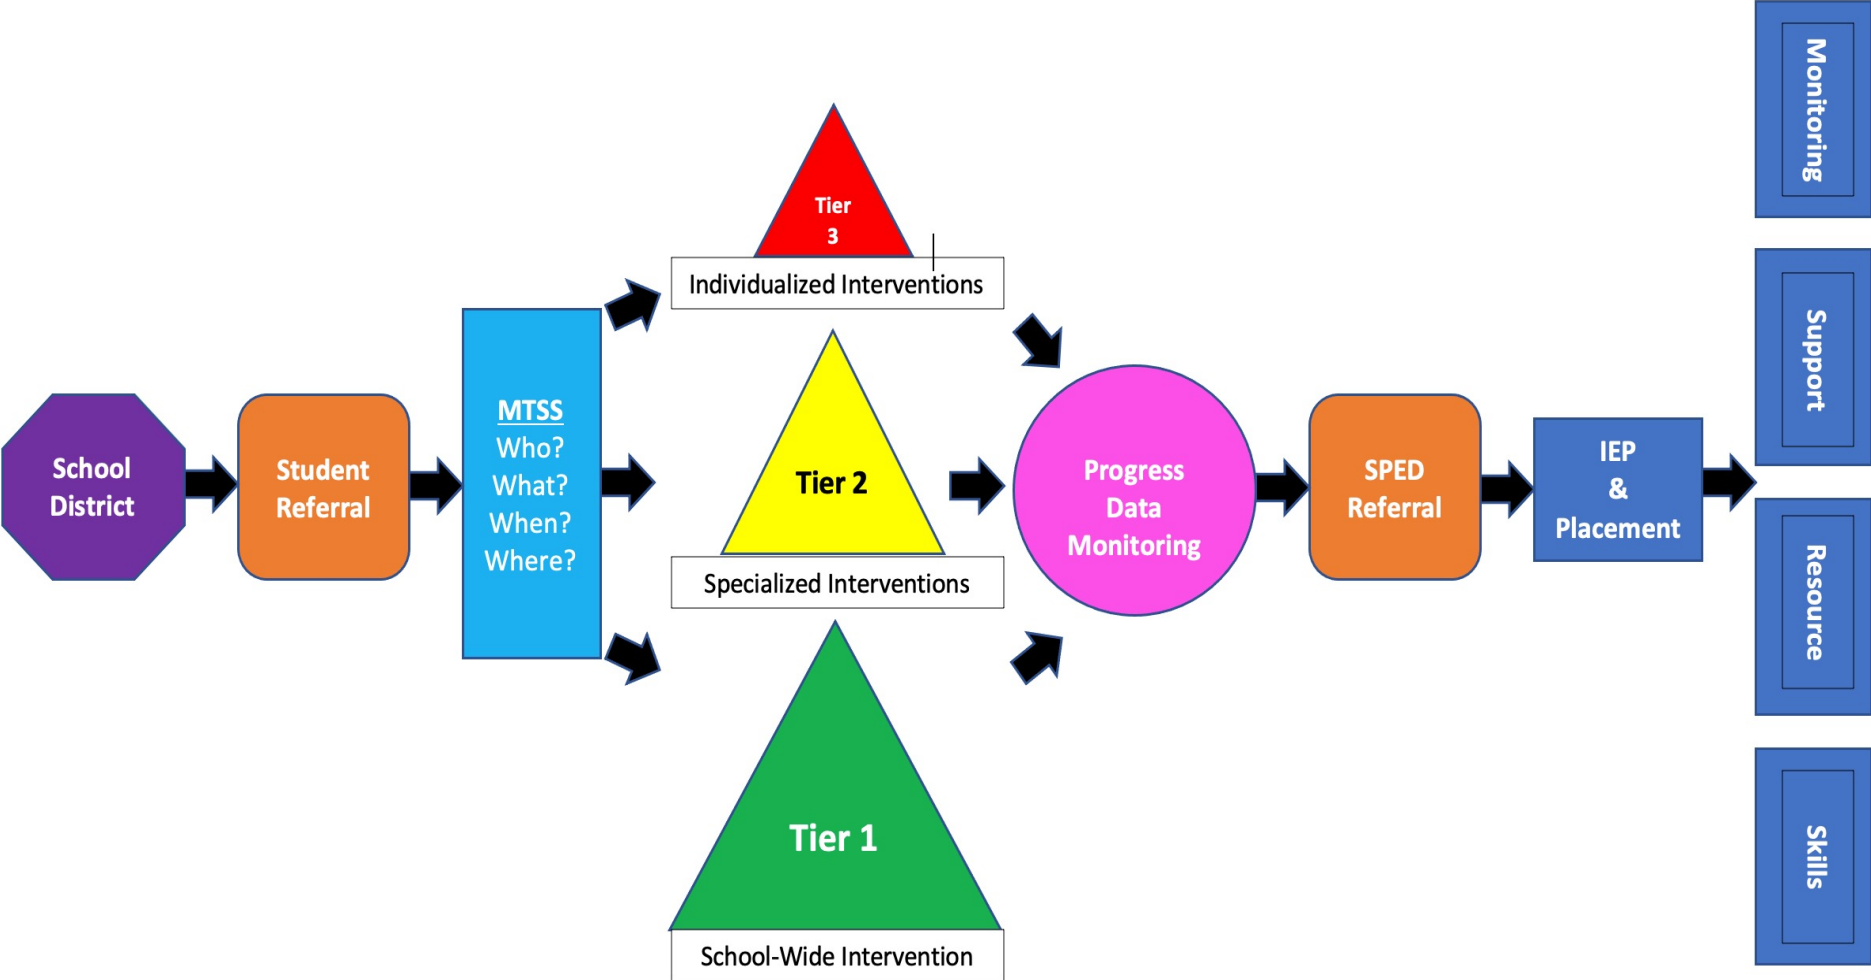 School
District
Student
Referral
MTSS
Who?
What?
When?
Where?
Tier
3
Individualized Interventions
Tier 2
Specialized Interventions
Tier 1
School-Wide Intervention
Progress
Data
Monitoring
SPED
Referral
IEP
&
Placement
Monitoring
Support
Resource
Skills